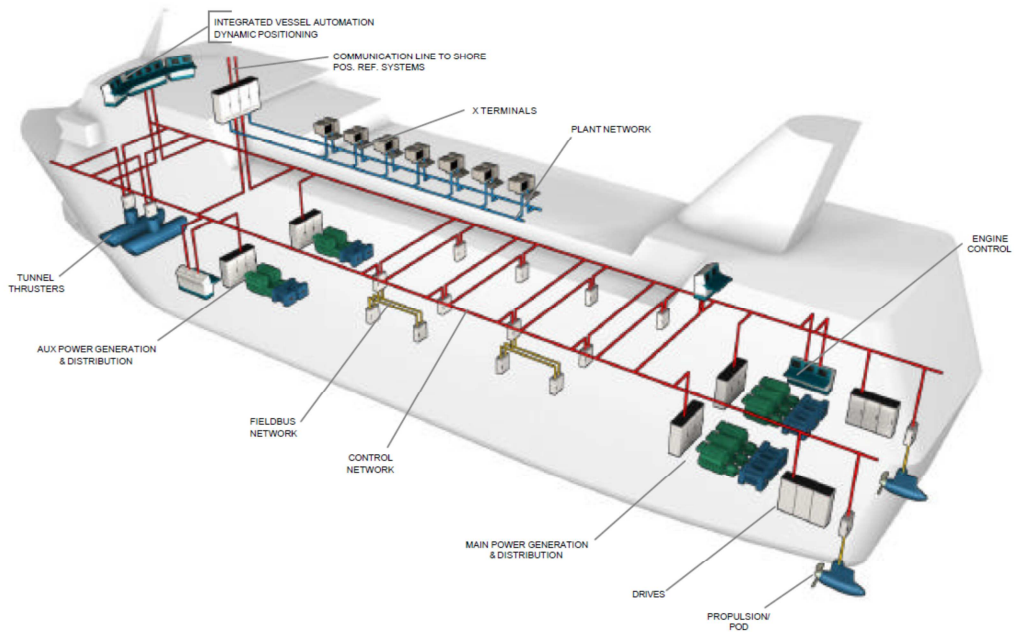 INTEGRATED VESSEL AUTOMATION
DYNAMIC POSITIONING
COMMUNICATION LINE TO SHORE
POS. REF. SYSTEMS
X TERMINALS
PLANT NETWORK
ENGINE
CONTROL
TUNNEL
THRUSTERS
AUX POWER GENERATION
& DISTRIBUTION
FIELDBUS
NETWORK
CONTROL
NETWORK
MAIN POWER GENERATION
& DISTRIBUTION
DRIVES
PROPULSION/
POD